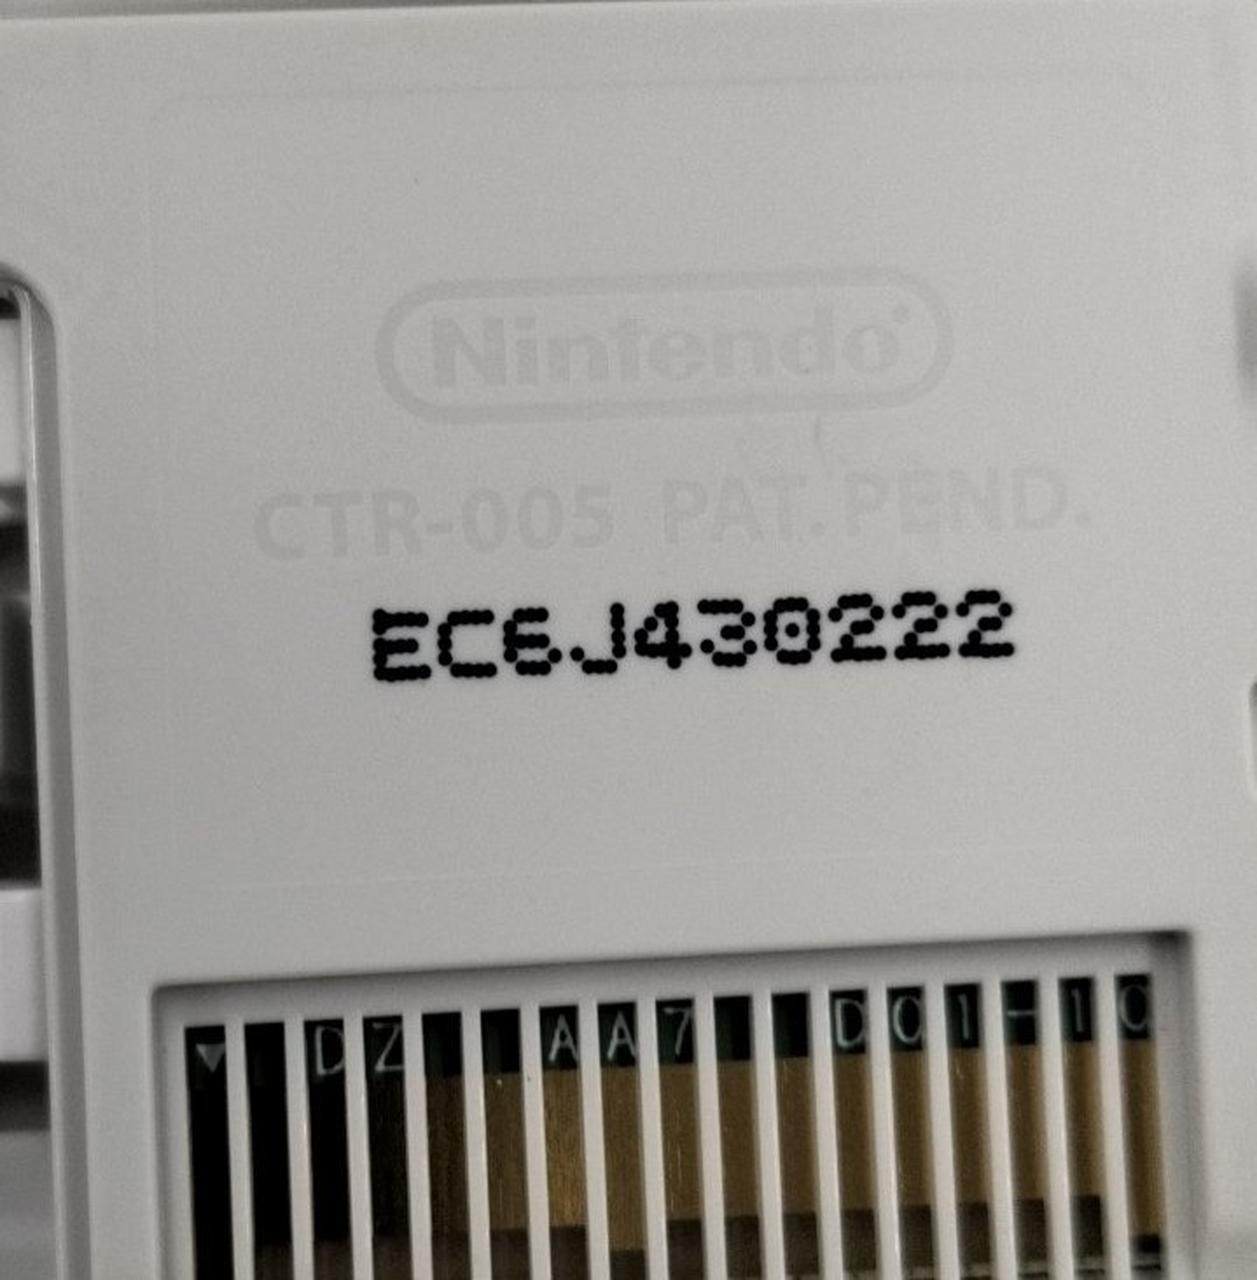 Nintendo
CTR-005 PAT. PEND.
EC6J430222
DZ AA7 D01-10